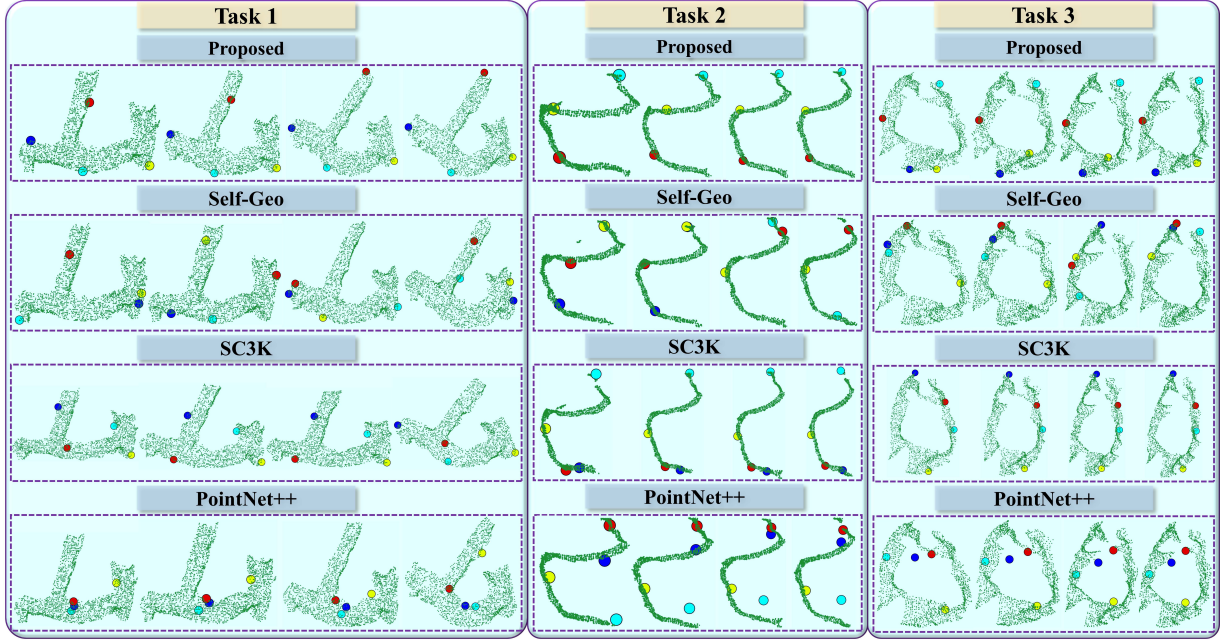 Task 1
Proposed
Self-Geo
SC3K
PointNet++
Task 2
Proposed
Self-Geo
SC3K
PointNet++
Task 3
Proposed
Self-Geo
SC3K
PointNet++